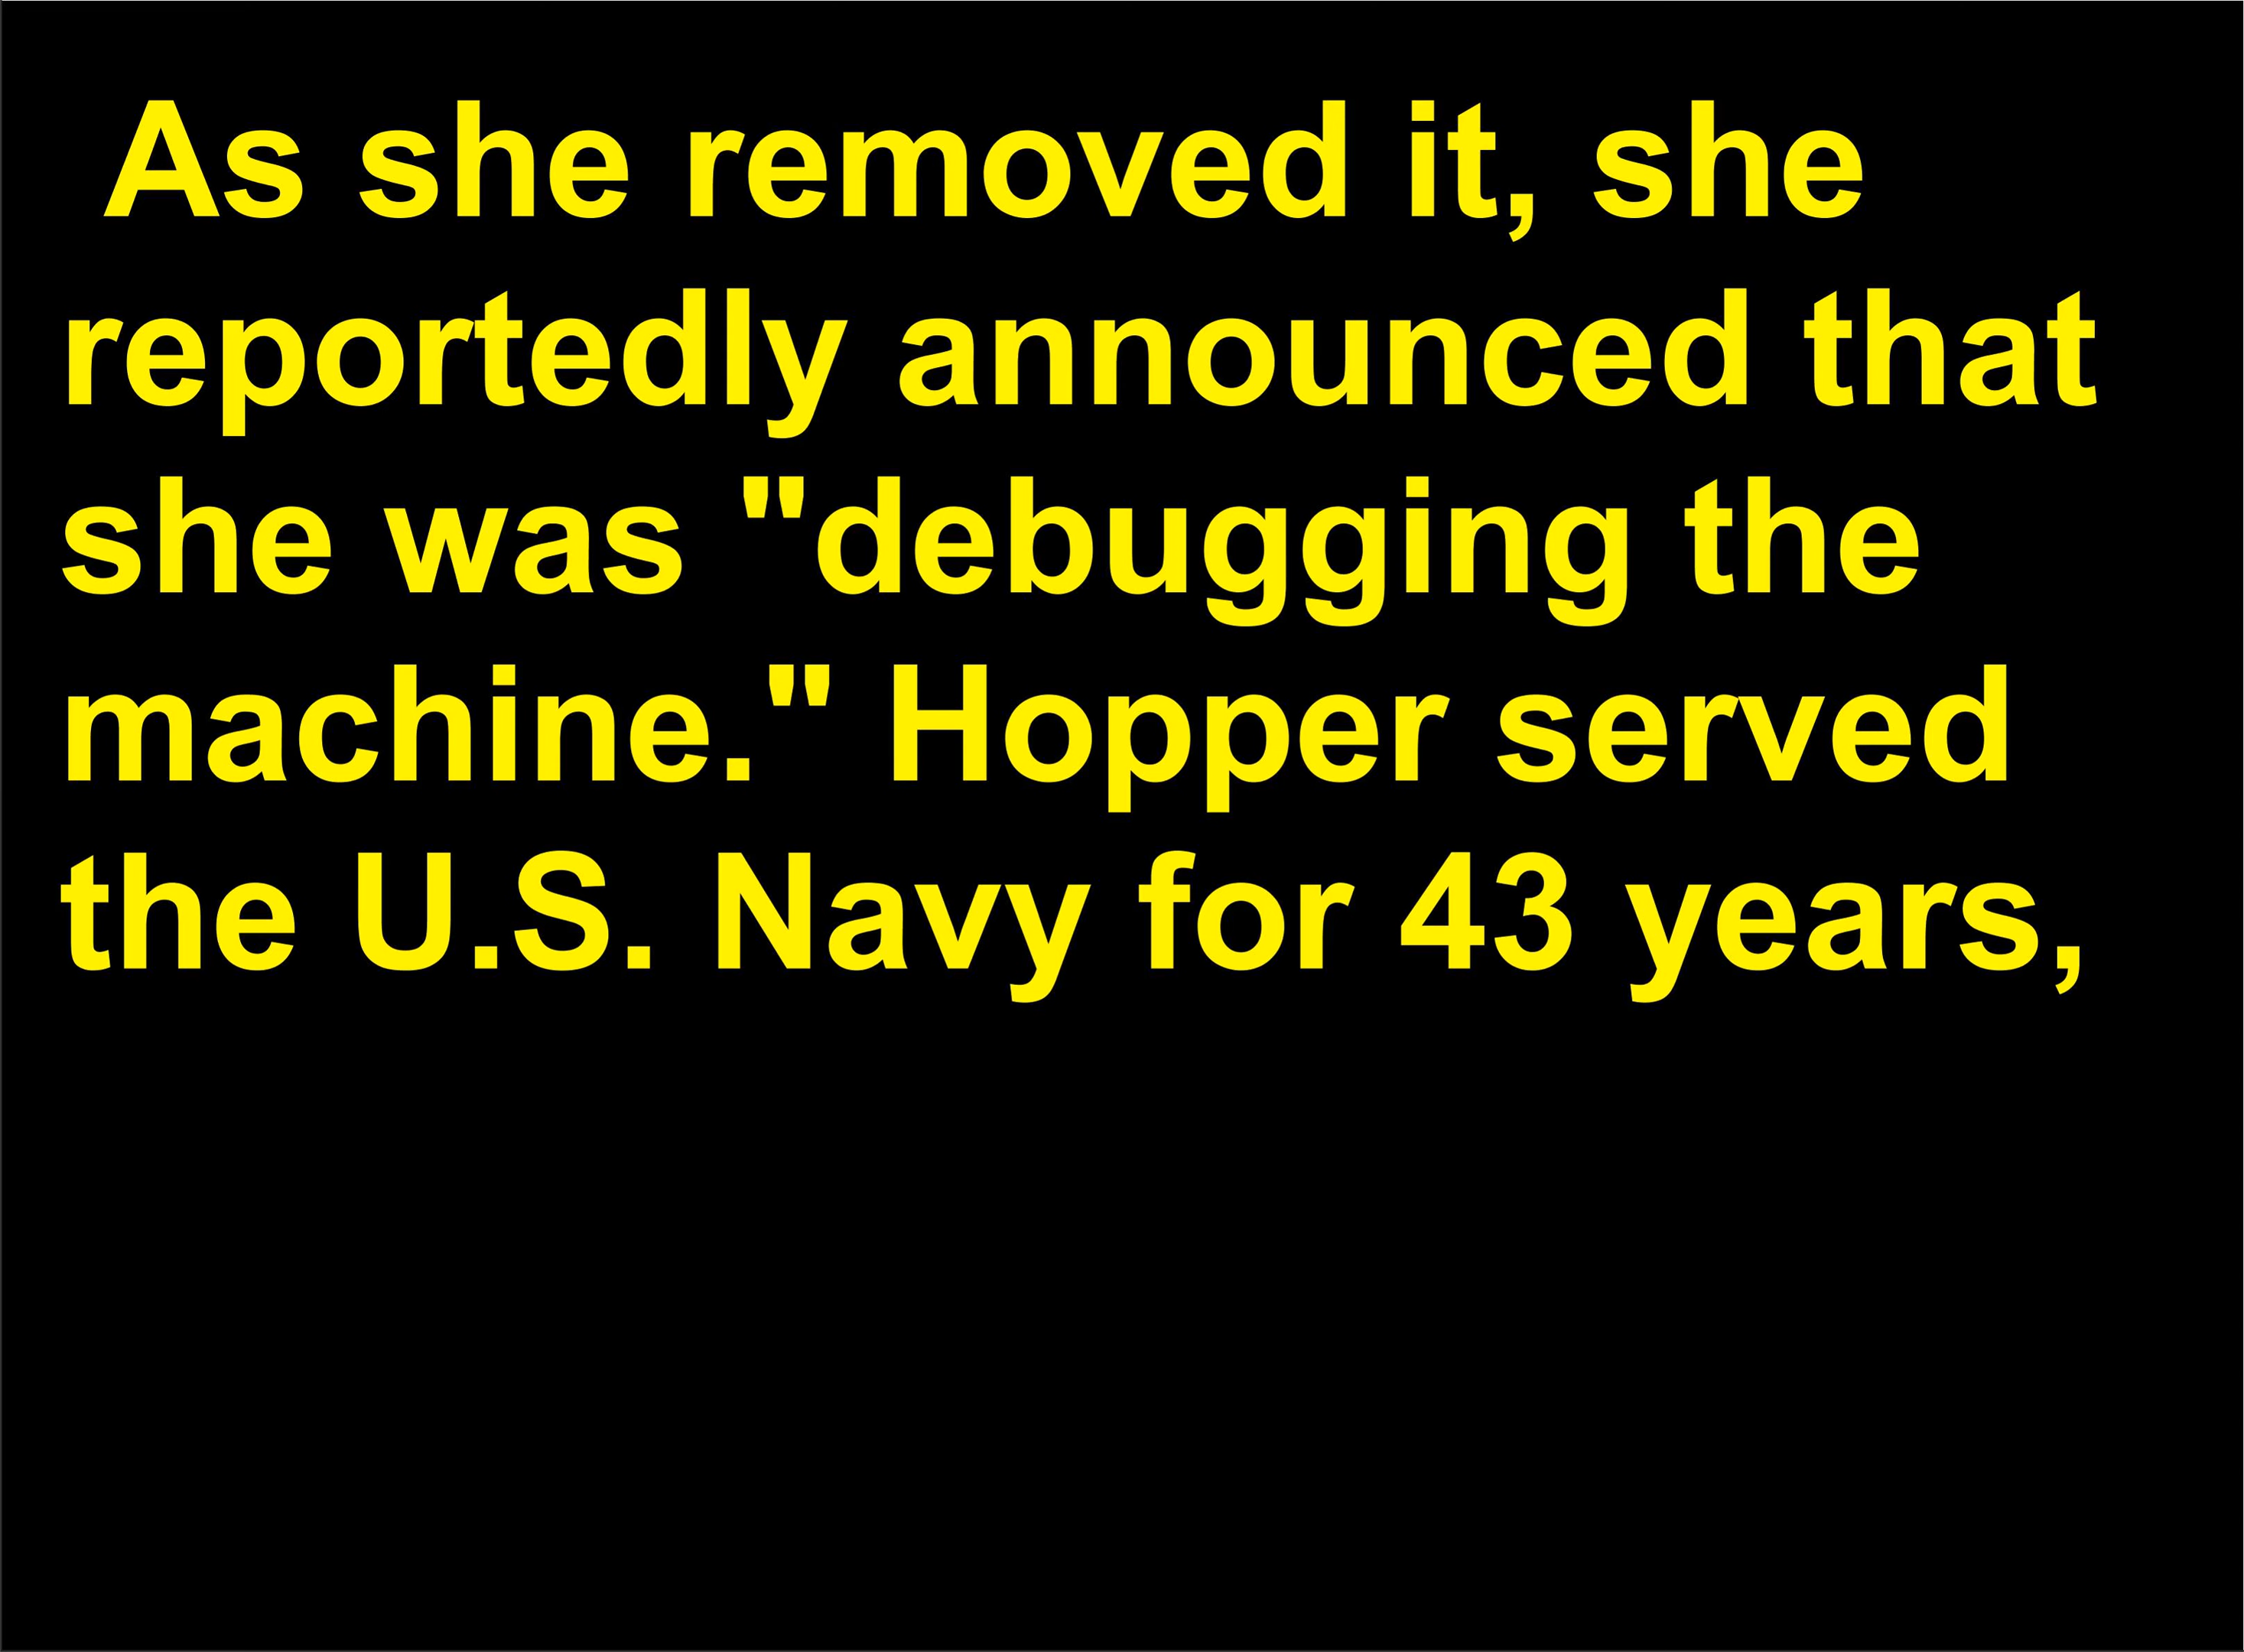 As she removed it, she
reportedly announced that
she was "debugging the
machine." Hopper served
the U.S. Navy for 43 years,